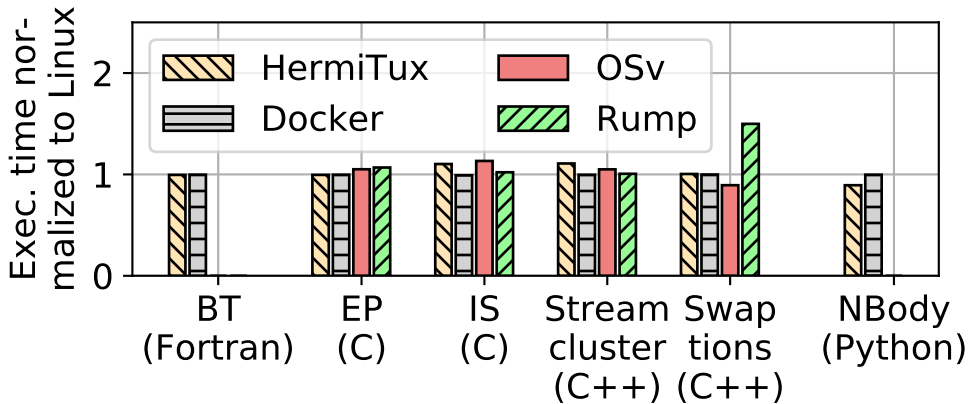 Exec. time nor-
malized to Linux
2
1
0
HermiTux
OSv
Docker
Rump
BT
(Fortran)
EP
(C)
IS
(C)
Stream
cluster
(C++)
Swap
tions
(C++)
NBody
(Python)